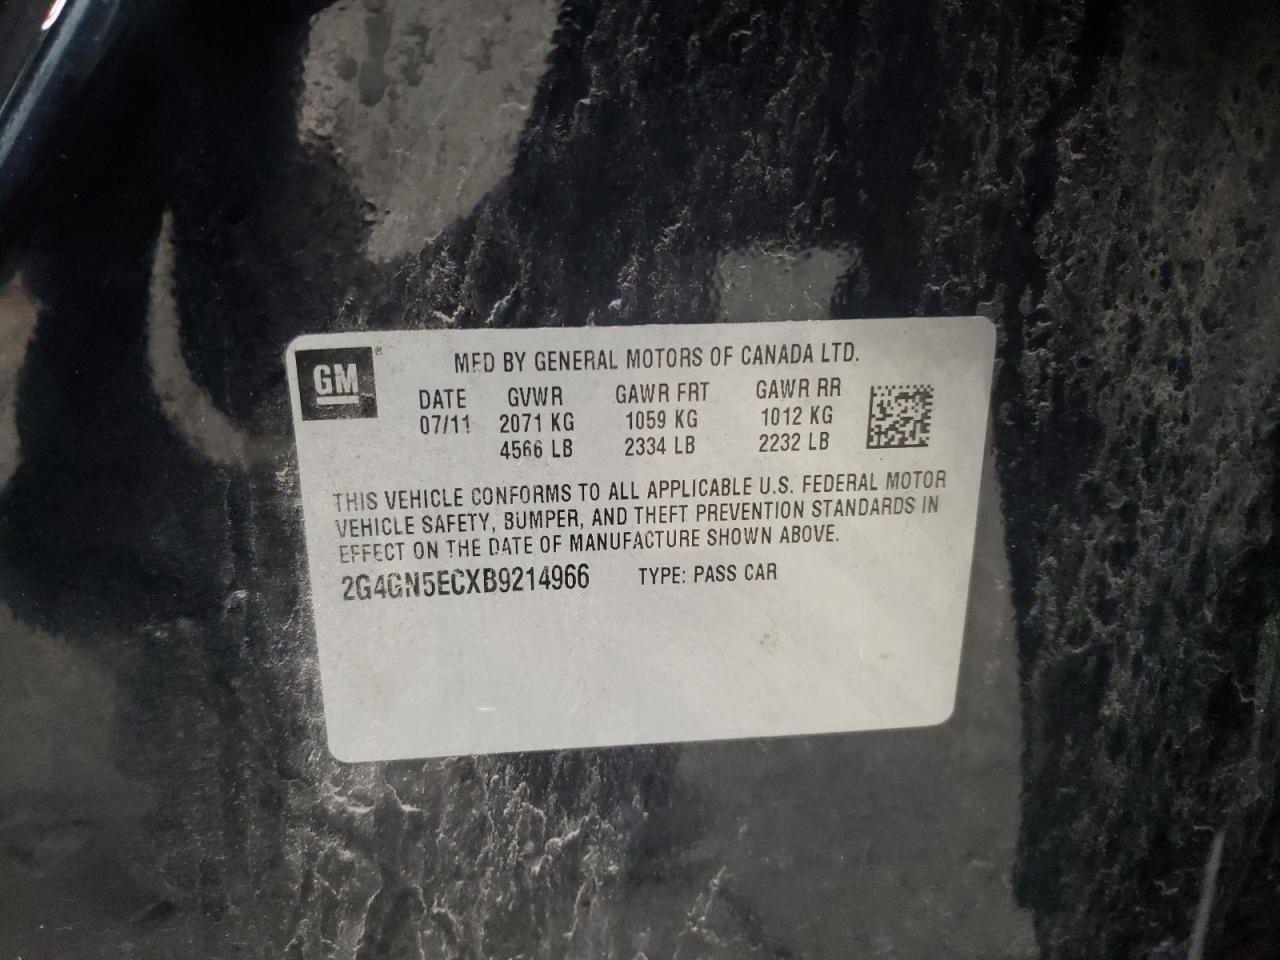 GM
MFD BY GENERAL MOTORS OF CANADA LTD.
DATE GVWR GAWR FRT GAWR RR
07/11 2071 KG 1059 KG 1012 KG
4566 LB 2334 LB 2232 LB
THIS VEHICLE CONFORMS TO ALL APPLICABLE U.S. FEDERAL MOTOR
VEHICLE SAFETY, BUMPER, AND THEFT PREVENTION STANDARDS IN
EFFECT ON THE DATE OF MANUFACTURE SHOWN ABOVE.
2G4GN5ECXB9214966 TYPE: PASS CAR